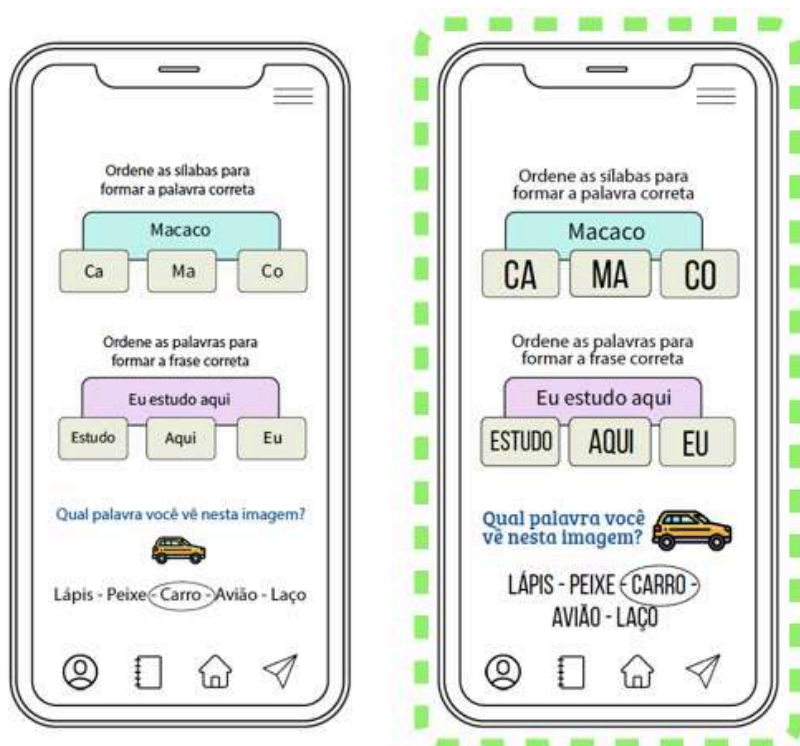 Ordene as sílabas para
formar a palavra correta
Macaco
Ca Ma Co
Ordene as palavras para
formar a frase correta
Eu estudo aqui
Estudo Aqui Eu
Qual palavra você vê nesta imagem?
Lápis - Peixe - Carro - Avião - Laço
Ordene as sílabas para
formar a palavra correta
Macaco
CA MA CO
Ordene as palavras para
formar a frase correta
Eu estudo aqui
ESTUDO AQUI EU
Qual palavra você
vê nesta imagem?
LÁPIS - PEIXE - CARRO -
AVIÃO - LAÇO